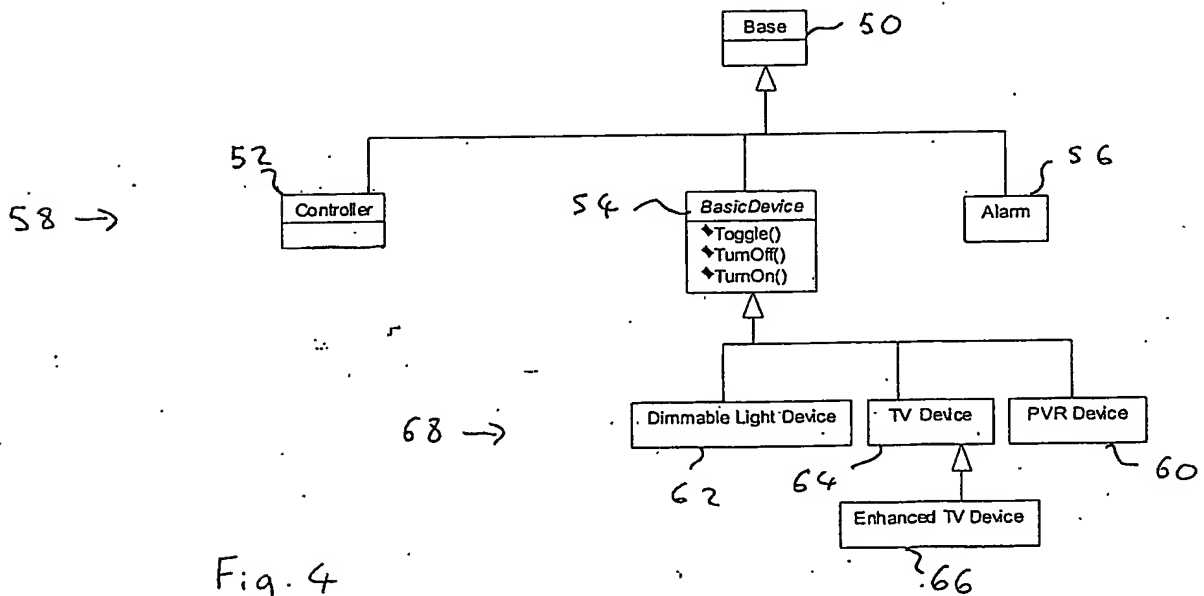 Base
50
52
56
58 →
Controller
54
BasicDevice
Toggle()
TurnOff()
TurnOn()
Alarm
68 →
Dimmable Light Device
TV Device
PVR Device
62
64
60
Enhanced TV Device
66
Fig. 4